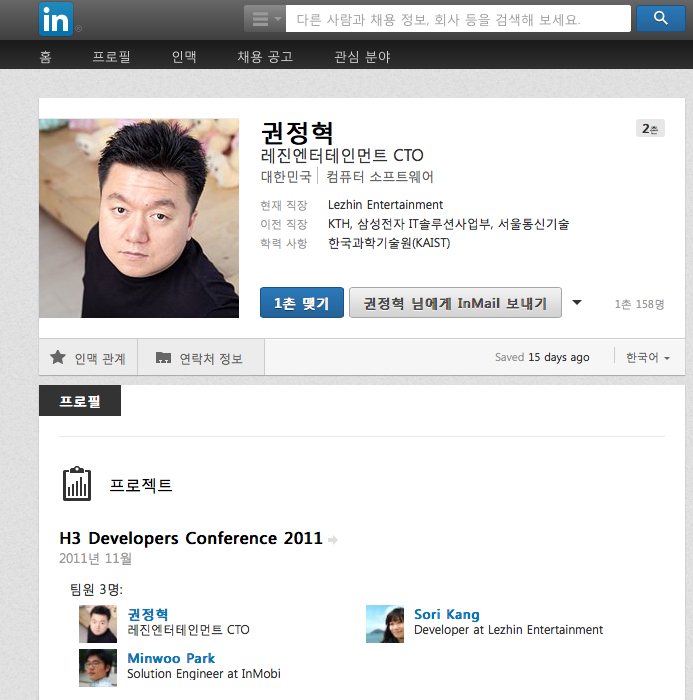 in®
다른 사람과 채용 정보, 회사 등을 검색해 보세요.
홈 프로필 인맥 채용 공고 관심 분야
권정혁
2촌
레진엔터테인먼트 CTO
대한민국 컴퓨터 소프트웨어
현재 직장 Lezhin Entertainment
이전 직장 KTH, 삼성전자 IT솔루션사업부, 서울통신기술
학력 사항 한국과학기술원(KAIST)
1촌 맺기 권정혁 님에게 InMail 보내기 1촌 158명
인맥 관계 연락처 정보 Saved 15 days ago 한국어
프로필
프로젝트
H3 Developers Conference 2011
2011년 11월
팀원 3명:
권정혁
레진엔터테인먼트 CTO
Sori Kang
Developer at Lezhin Entertainment
Minwoo Park
Solution Engineer at InMobi